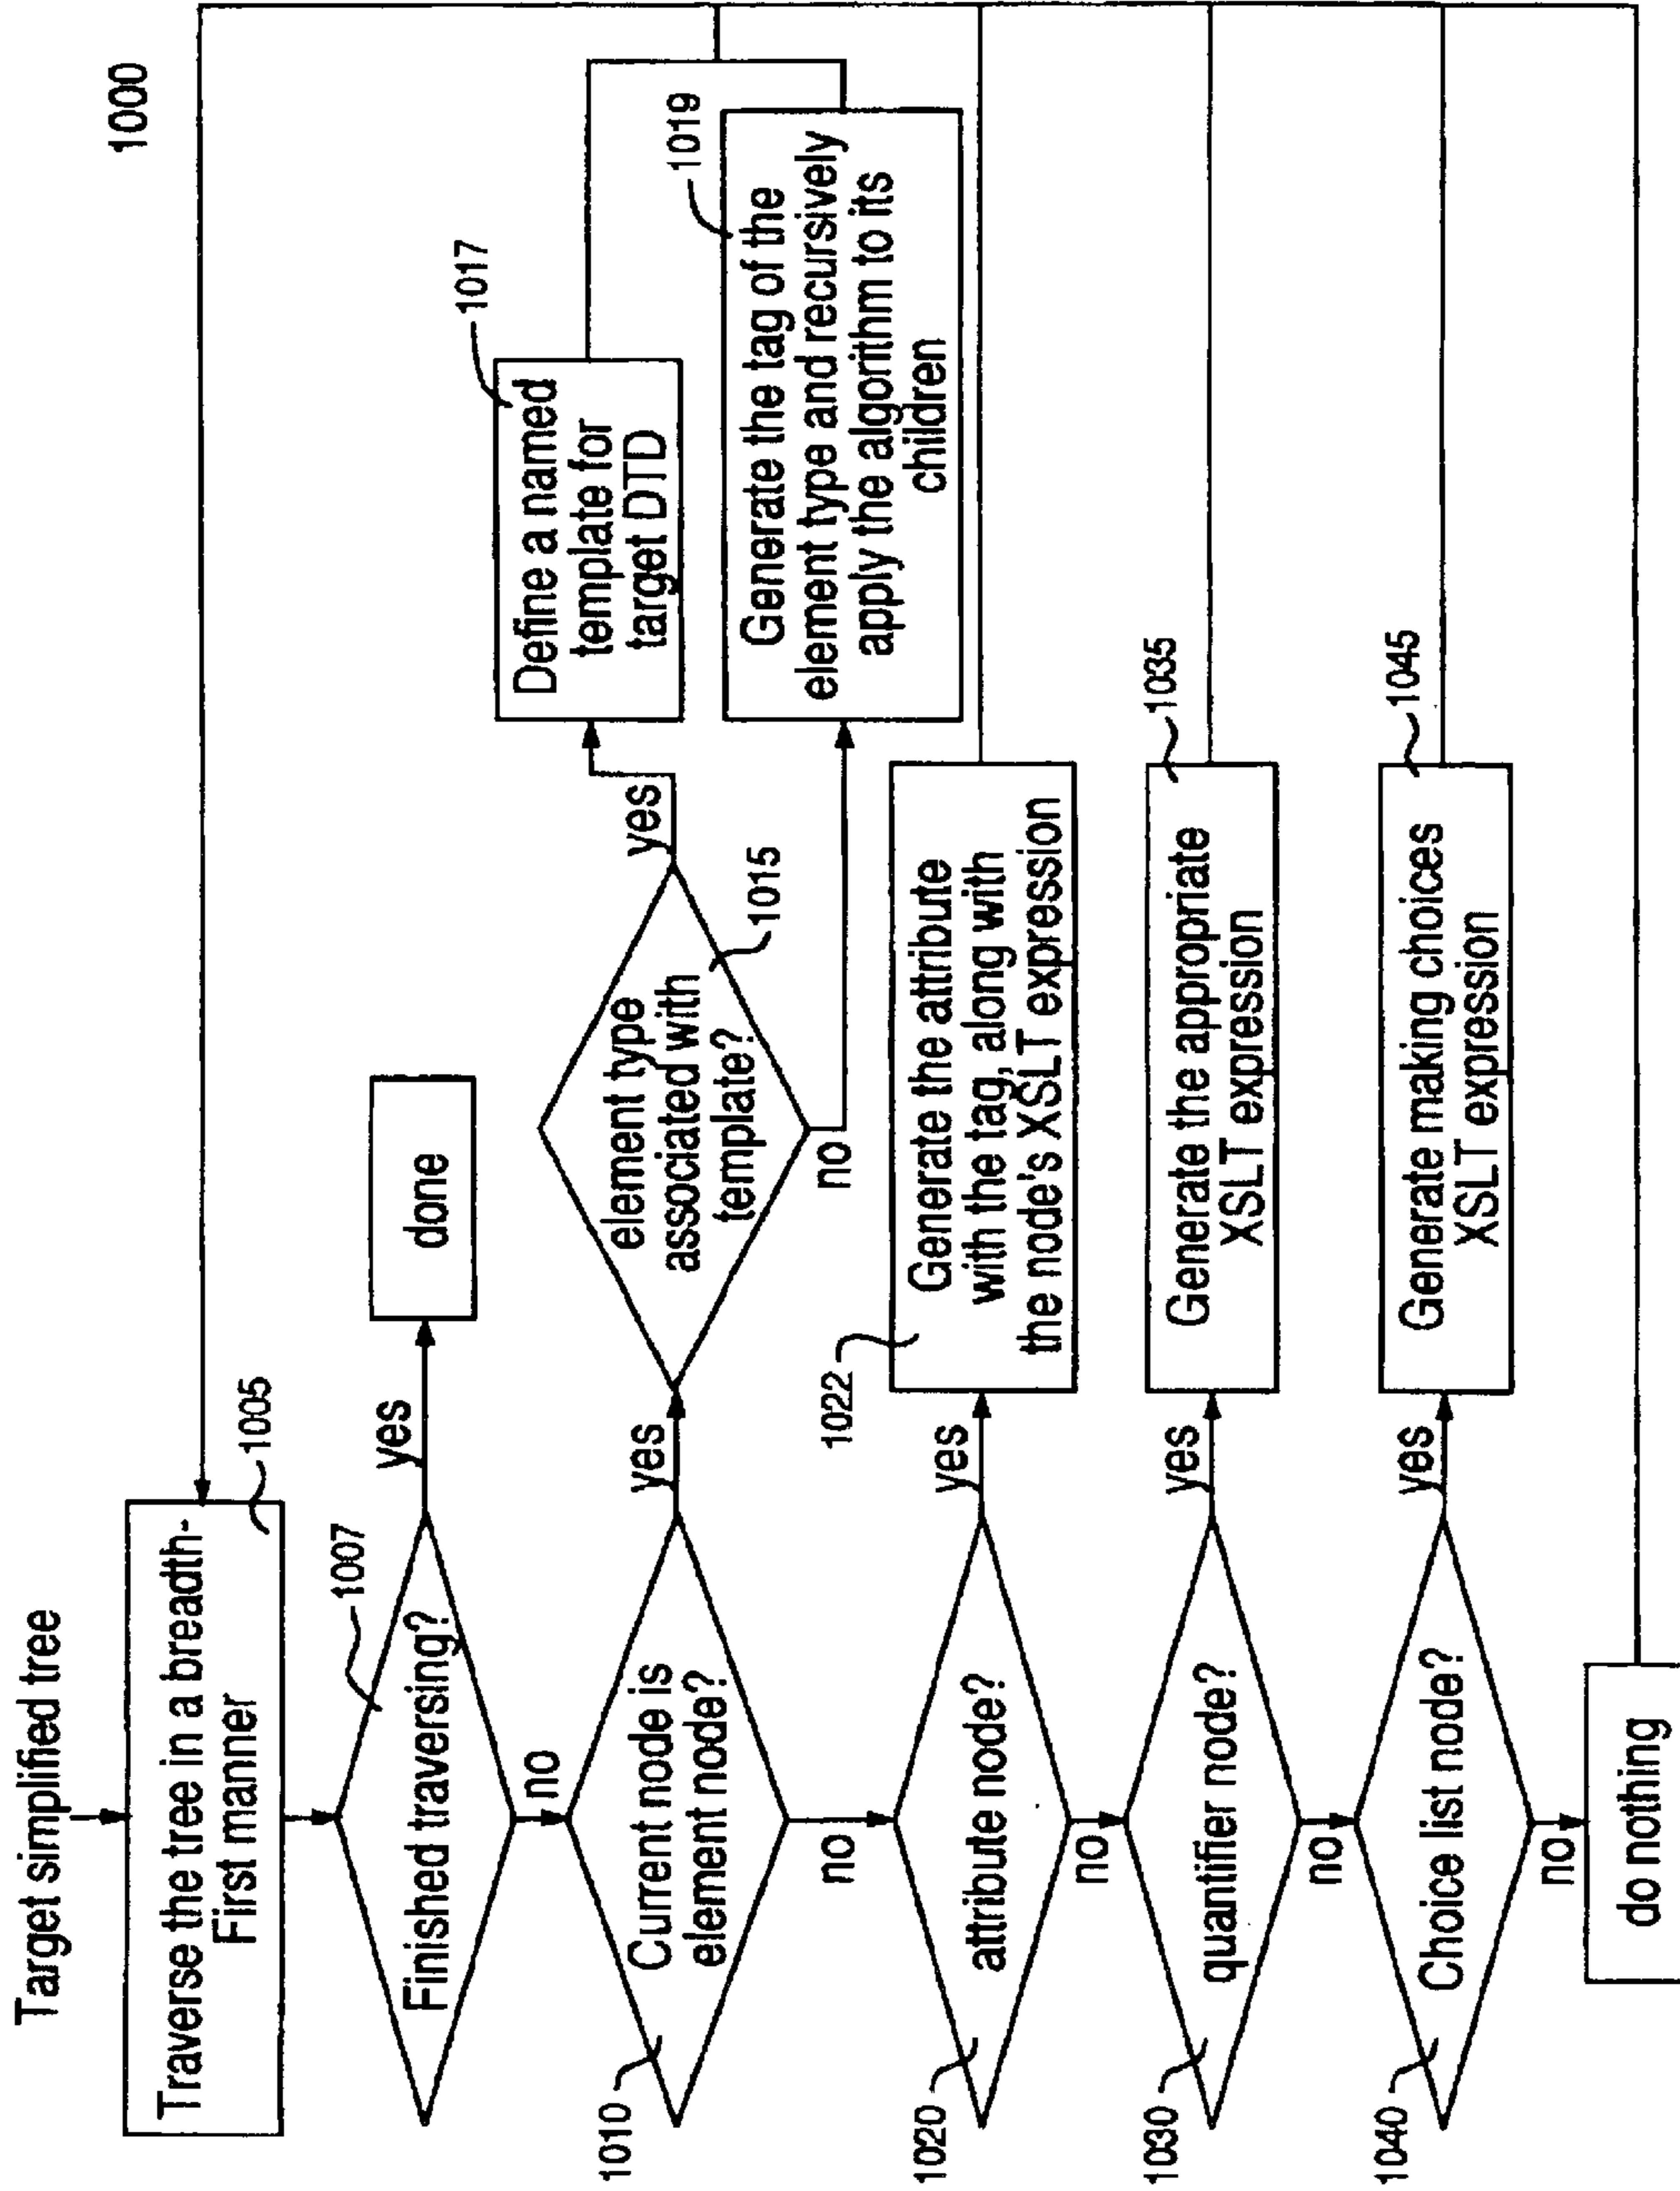 1000
Target simplified tree
Traverse the tree in a breadth-
First manner
1005
Finished traversing?
1007
yes
done
no
Current node is
element node?
1010
yes
element type
associated with
template?
1015
yes
Define a named
template for
target DTD
1017
no
Generate the tag of the
element type and recursively
apply the algorithm to its
children
1019
no
attribute node?
1020
yes
Generate the attribute
with the tag, along with
the node's XSLT expression
1022
no
quantifier node?
1030
yes
Generate the appropriate
XSLT expression
1035
no
Choice list node?
1040
yes
Generate making choices
XSLT expression
1045
no
do nothing